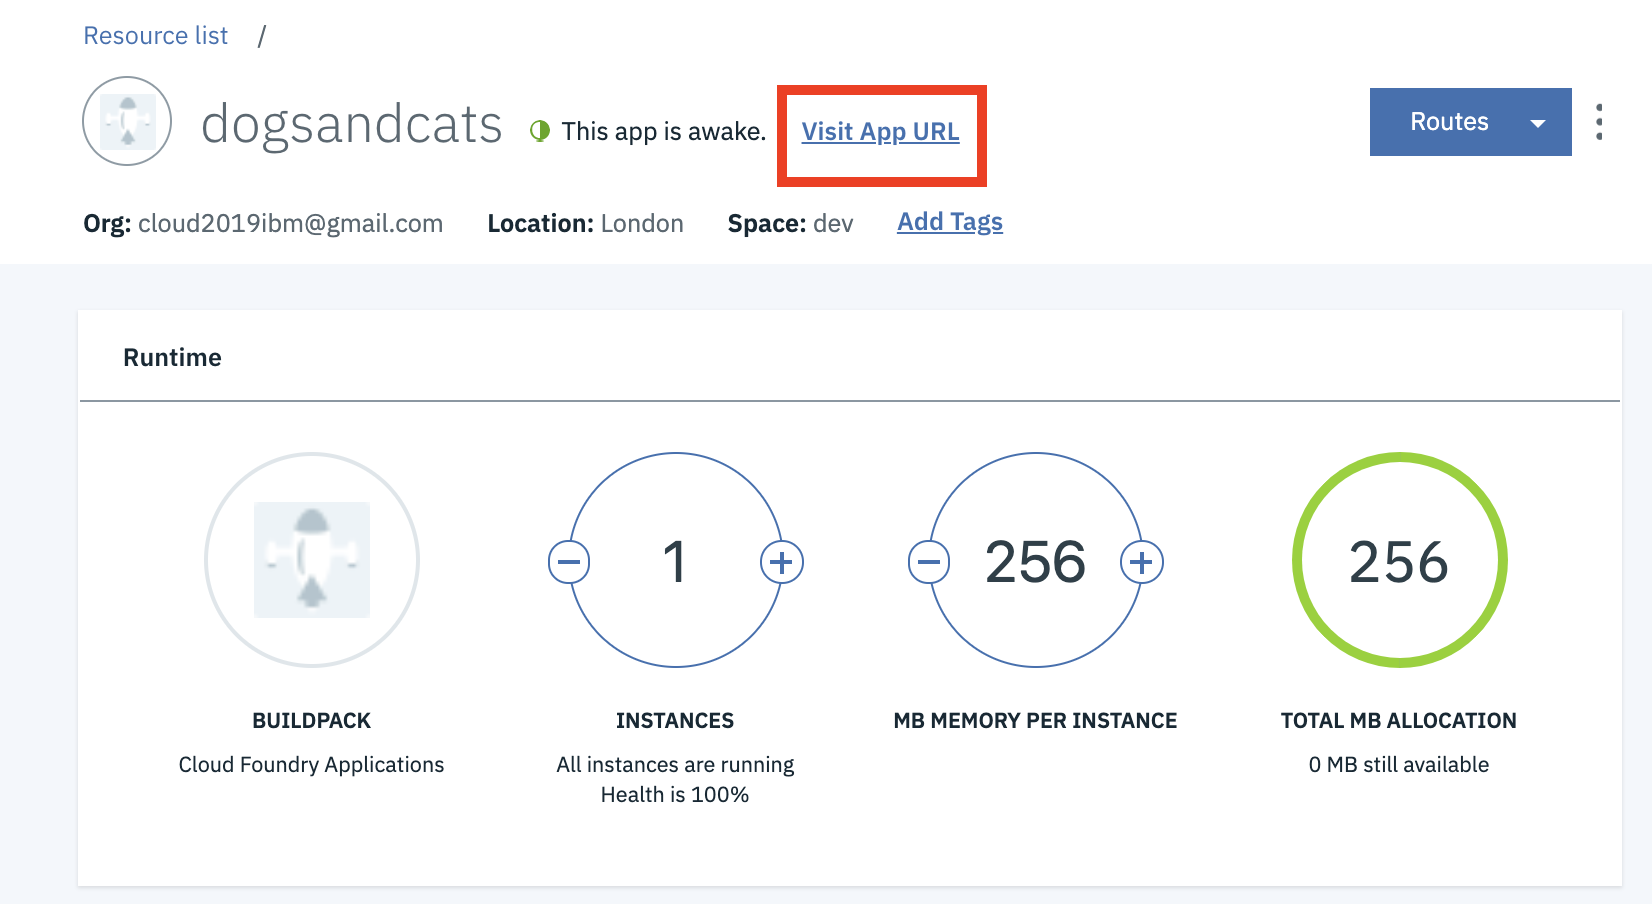 Resource list /
dogsandcats This app is awake. Visit App URL Routes
Org: cloud2019ibm@gmail.com Location: London Space: dev Add Tags
Runtime
1 256 256
BUILDPACK INSTANCES MB MEMORY PER INSTANCE TOTAL MB ALLOCATION
Cloud Foundry Applications All instances are running 0 MB still available
Health is 100%